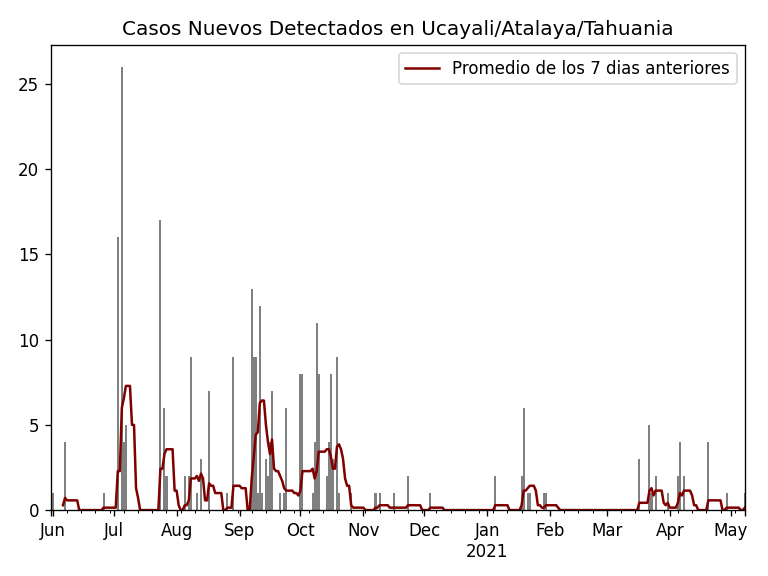 Casos Nuevos Detectados en Ucayali/Atalaya/Tahuania
Promedio de los 7 dias anteriores
25
20
15
10
5
0
Jun Jul Aug Sep Oct Nov Dec Jan Feb Mar Apr May
2021